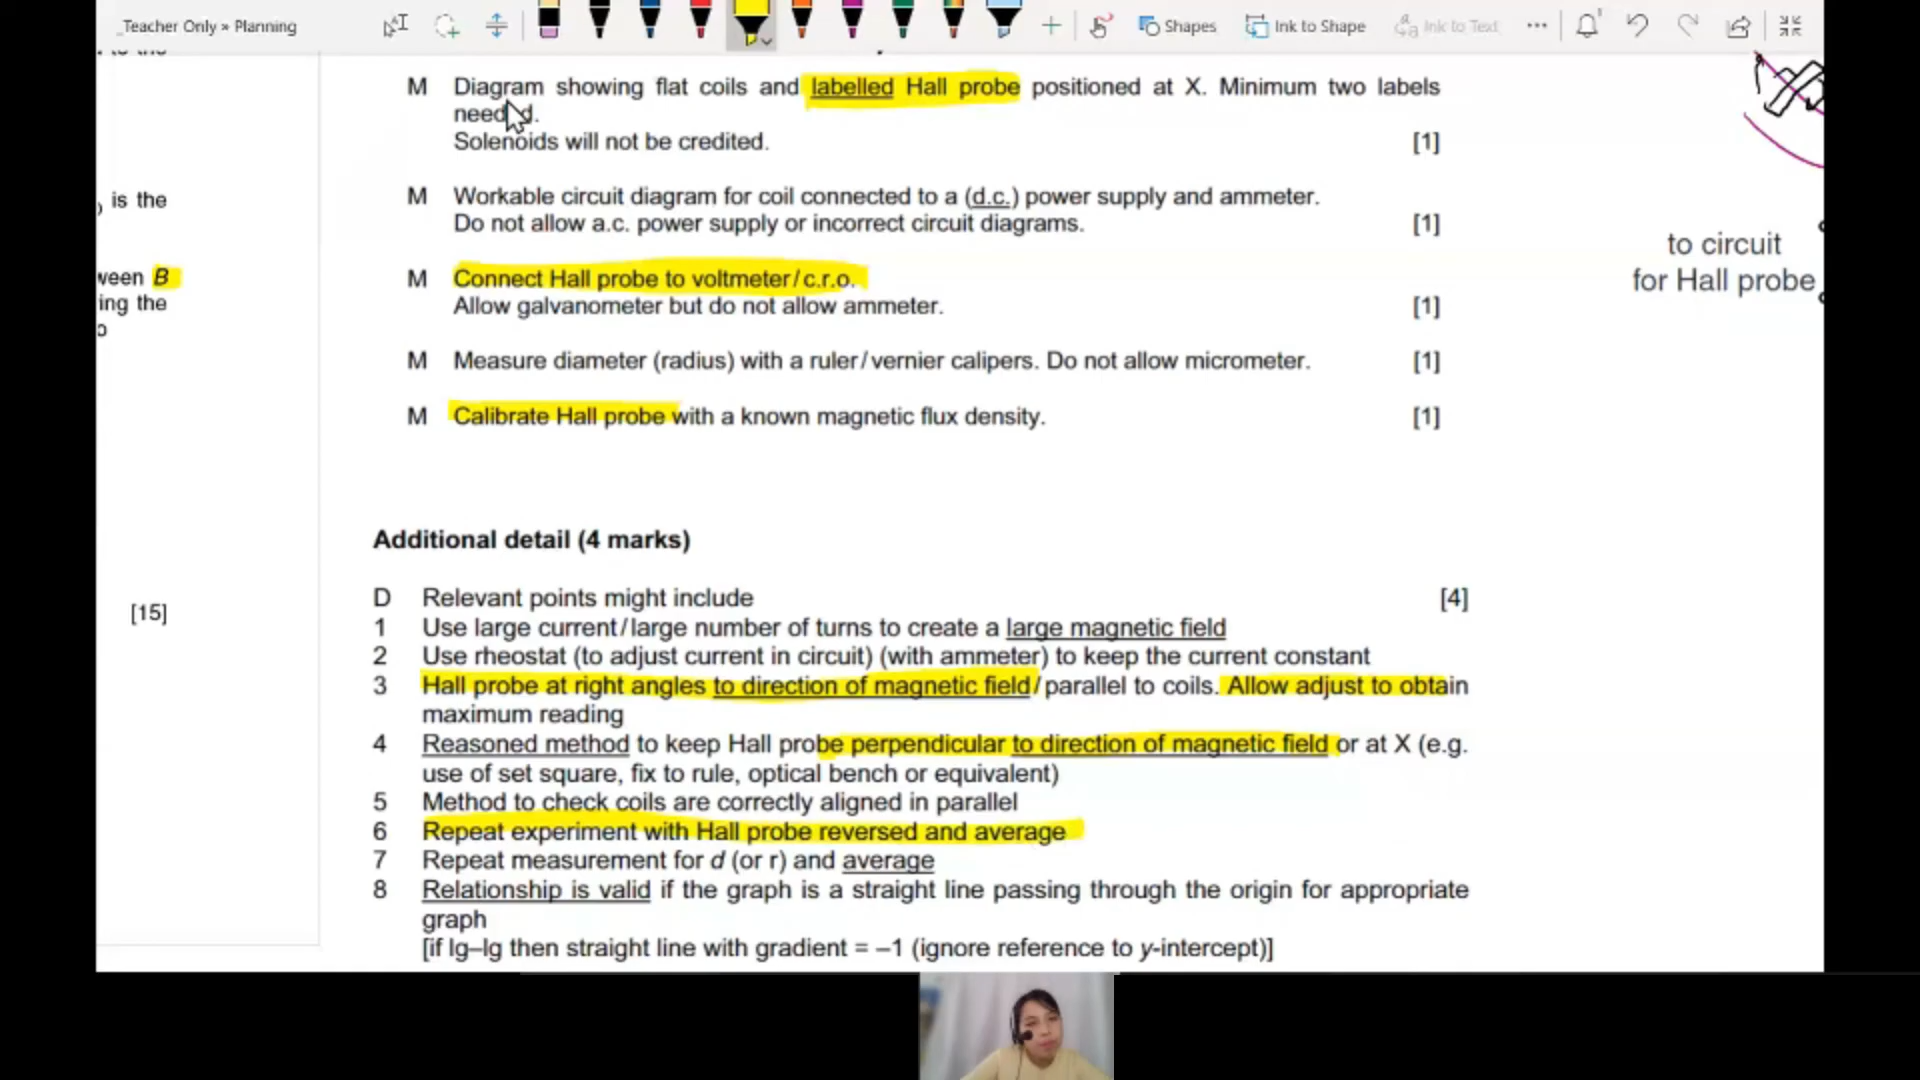 _Teacher Only » Planning
Shapes
Ink to Shape
Ink to Text
M Diagram showing flat coils and labelled Hall probe positioned at X. Minimum two labels
needed.
Solenoids will not be credited. [1]
M Workable circuit diagram for coil connected to a (d.c.) power supply and ammeter.
is the
Do not allow a.c. power supply or incorrect circuit diagrams. [1]
to circuit
for Hall probe
ween B
ing the
o
M Connect Hall probe to voltmeter/c.r.o.
Allow galvanometer but do not allow ammeter. [1]
M Measure diameter (radius) with a ruler/vernier calipers. Do not allow micrometer. [1]
M Calibrate Hall probe with a known magnetic flux density. [1]
Additional detail (4 marks)
[15]
D Relevant points might include [4]
1 Use large current/large number of turns to create a large magnetic field
2 Use rheostat (to adjust current in circuit) (with ammeter) to keep the current constant
3 Hall probe at right angles to direction of magnetic field/parallel to coils. Allow adjust to obtain
maximum reading
4 Reasoned method to keep Hall probe perpendicular to direction of magnetic field or at X (e.g.
use of set square, fix to rule, optical bench or equivalent)
5 Method to check coils are correctly aligned in parallel
6 Repeat experiment with Hall probe reversed and average
7 Repeat measurement for d (or r) and average
8 Relationship is valid if the graph is a straight line passing through the origin for appropriate
graph
[if lg–lg then straight line with gradient = –1 (ignore reference to y-intercept)]